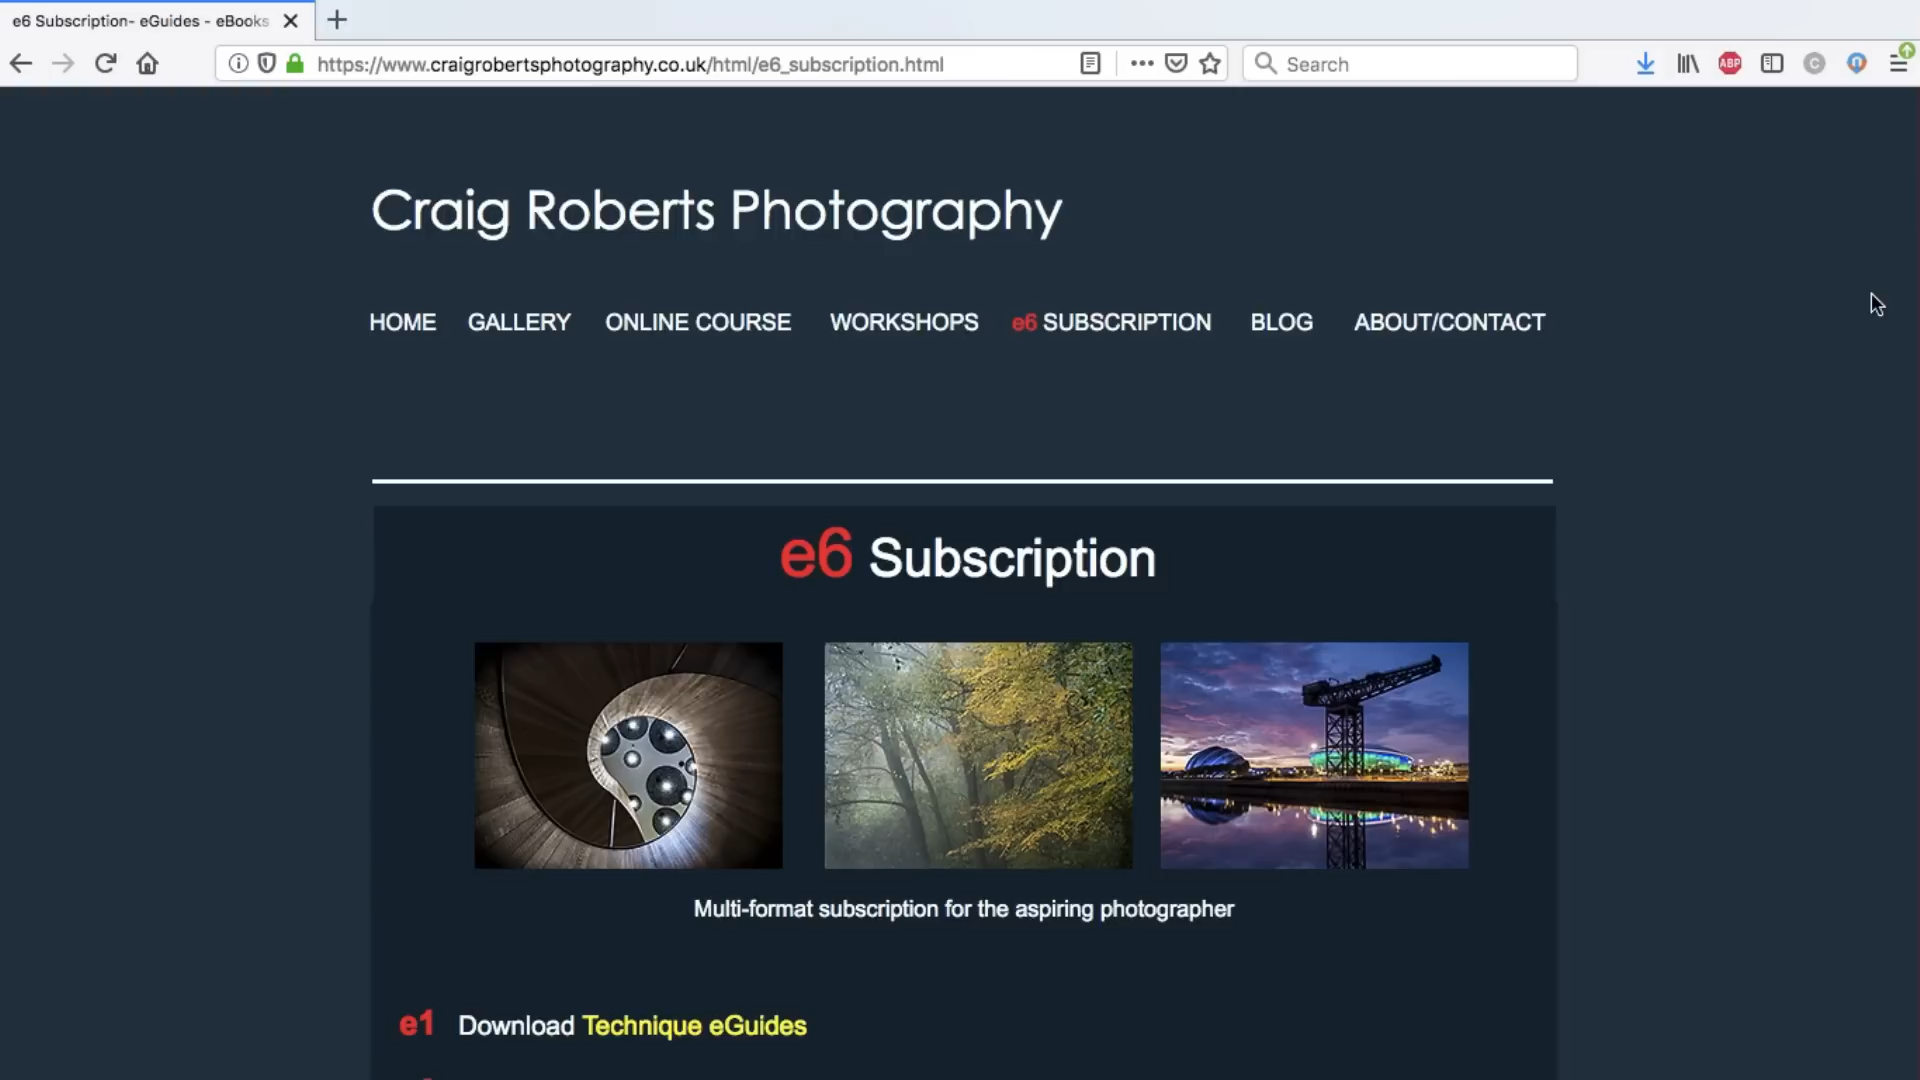 e6 Subscription- eGuides - eBooks
https://www.craigrobertsphotography.co.uk/html/e6_subscription.html
Search
ABP
C
Craig Roberts Photography
HOME GALLERY ONLINE COURSE WORKSHOPS e6 SUBSCRIPTION BLOG ABOUT/CONTACT
e6 Subscription
Multi-format subscription for the aspiring photographer
e1 Download Technique eGuides